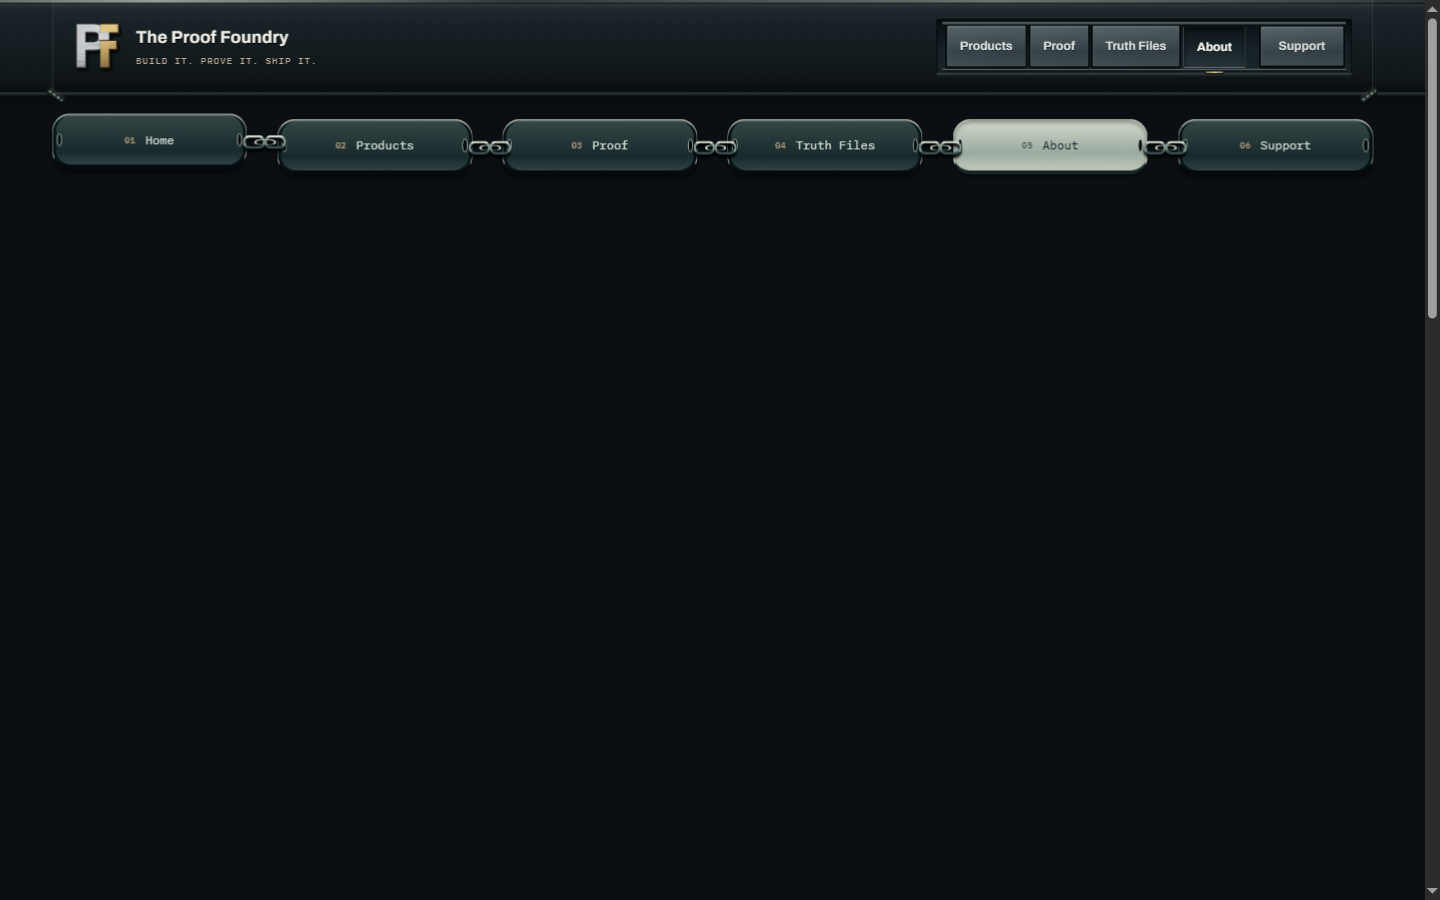 PF
The Proof Foundry
BUILD IT. PROVE IT. SHIP IT.
Products
Proof
Truth Files
About
Support
01 Home
02 Products
03 Proof
04 Truth Files
05 About
06 Support